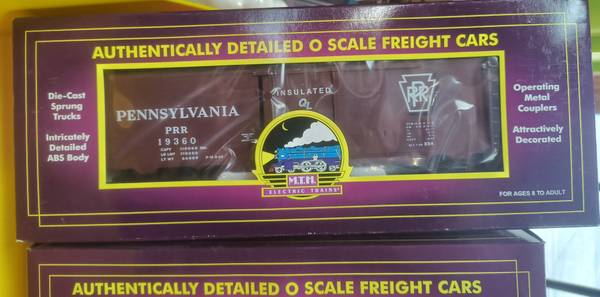 AUTHENTICALLY DETAILED O SCALE FREIGHT CARS
Die-Cast
Sprung
Trucks
Intricately
Detailed
ABS Body
PENNSYLVANIA
PRR
19360
INSULATED
QL
PRR
M.T.H.
ELECTRIC TRAINS
Operating
Metal
Couplers
Attractively
Decorated
FOR AGES 8 TO ADULT
AUTHENTICALLY DETAILED O SCALE FREIGHT CARS